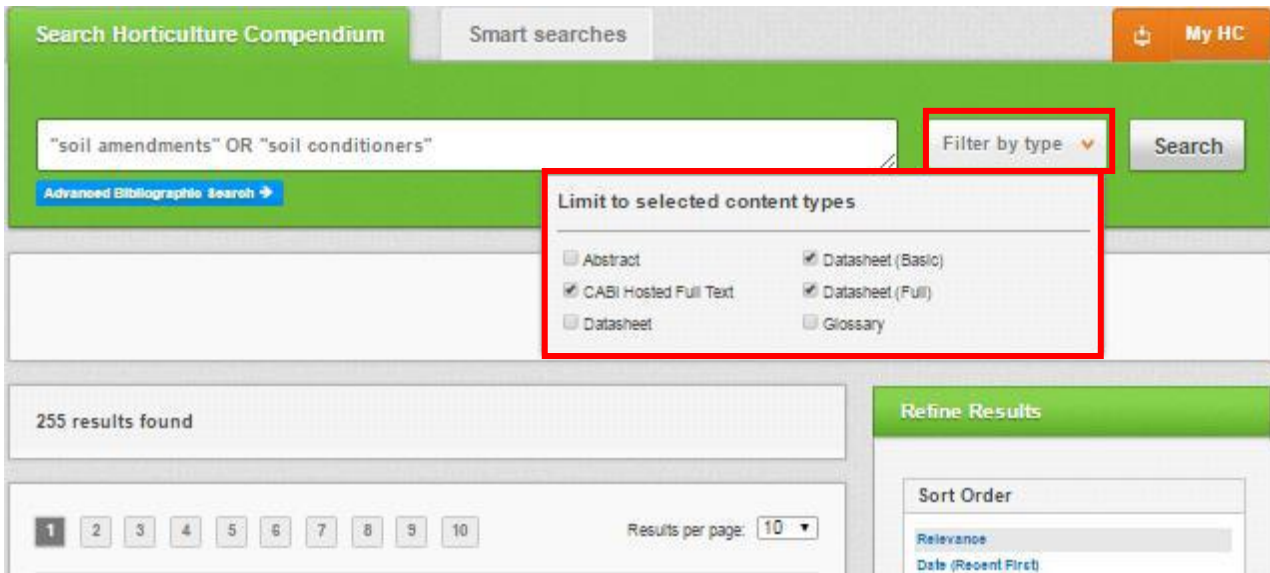 Search Horticulture Compendium
Smart searches
My HC
"soil amendments" OR "soil conditioners"
Filter by type
Search
Advanced Bibliographic Search
Limit to selected content types
Abstract
Datasheet (Basic)
CABI Hosted Full Text
Datasheet (Full)
Datasheet
Glossary
255 results found
Refine Results
Sort Order
1 2 3 4 5 6 7 8 9 10
Results per page: 10
Relevance
Date (Recent First)